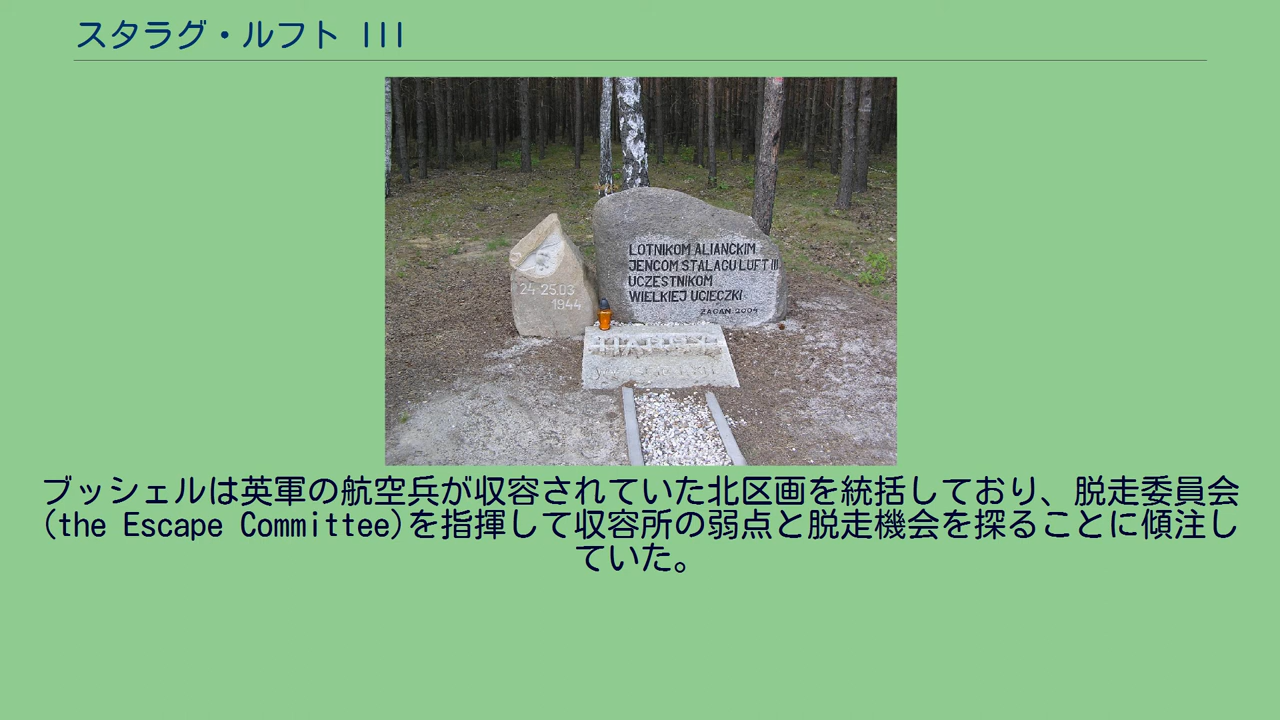 スタラグ・ルフト III
LOTNIKOM ALIANCKIM
JEŃCOM STALAGU LUFT III
UCZESTNIKOM
WIELKIEJ UCIECZKI
ŻAGAŃ 2004
24 25.03
1944
"HARRY"
ブッシェルは英軍の航空兵が収容されていた北区画を統括しており、脱走委員会
(the Escape Committee)を指揮して収容所の弱点と脱走機会を探ることに傾注し
ていた。